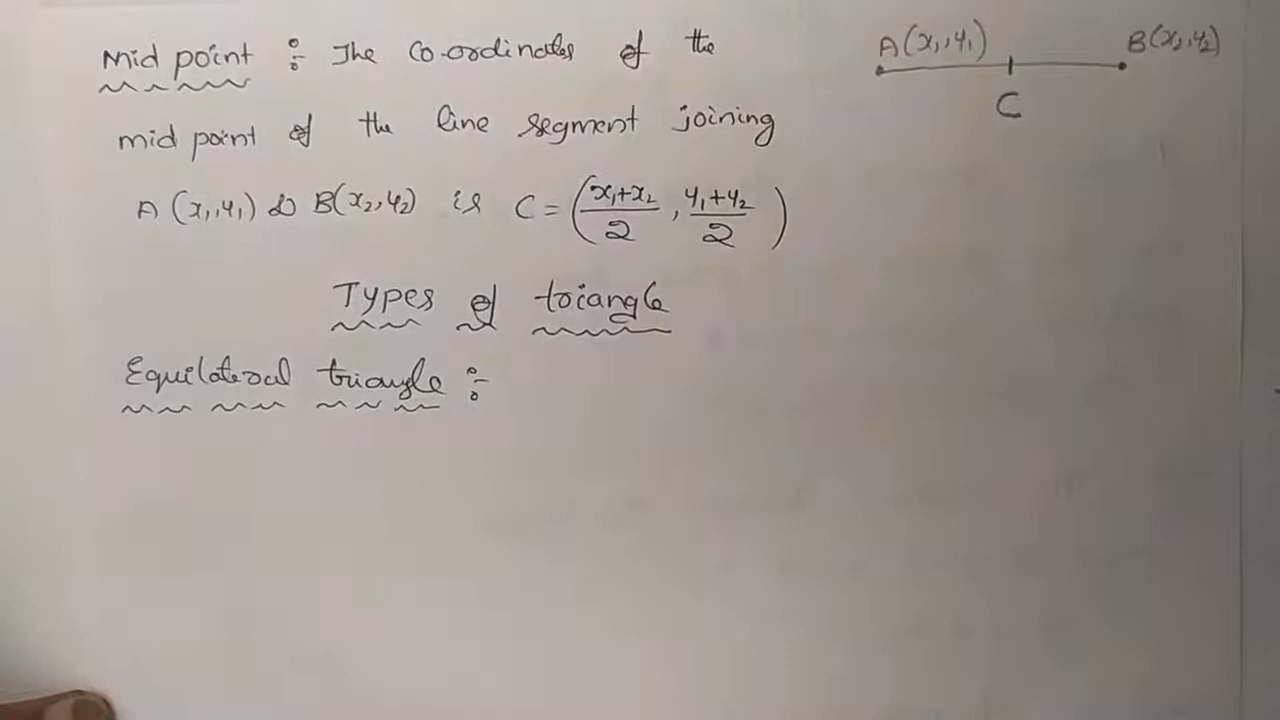 Mid point : The Co-ordinates of the
mid point of the line segment joining
A (x₁, y₁) & B(x₂, y₂) is C = (x₁+x₂/2, y₁+y₂/2)
A(x₁, y₁) B(x₂, y₂)
C
Types of triangle
Equilateral triangle :